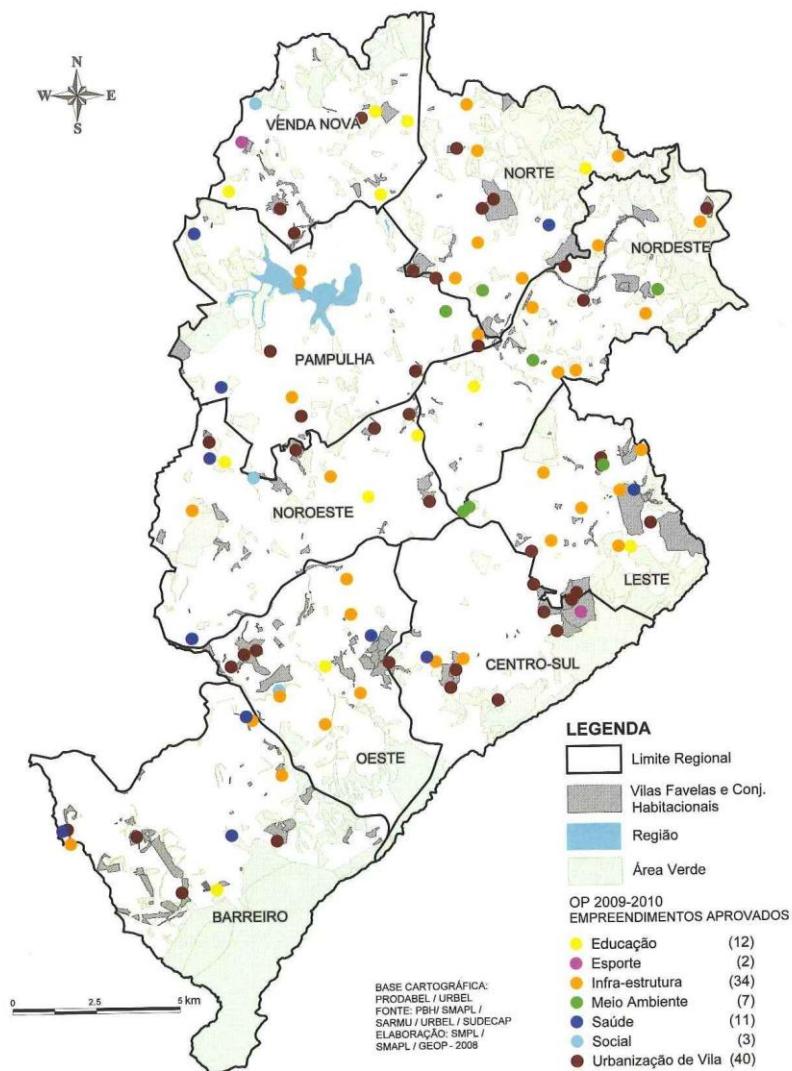 N
W E
S
VENDA NOVA
NORTE
NORDESTE
PAMPULHA
NOROESTE
LESTE
CENTRO-SUL
OESTE
BARREIRO
LEGENDA
Limite Regional
Vilas Favelas e Conj.
Habitacionais
Região
Área Verde
OP 2009-2010
EMPREENDIMENTOS APROVADOS
Educação (12)
Esporte (2)
Infra-estrutura (34)
Meio Ambiente (7)
Saúde (11)
Social (3)
Urbanização de Vila (40)
0 2.5 5 km
BASE CARTOGRÁFICA:
PRODABEL / URBEL
FONTE: PBH/ SMAPL /
SARMU / URBEL / SUDECAP
ELABORAÇÃO: SMPL /
SMAPL / GEOP - 2008